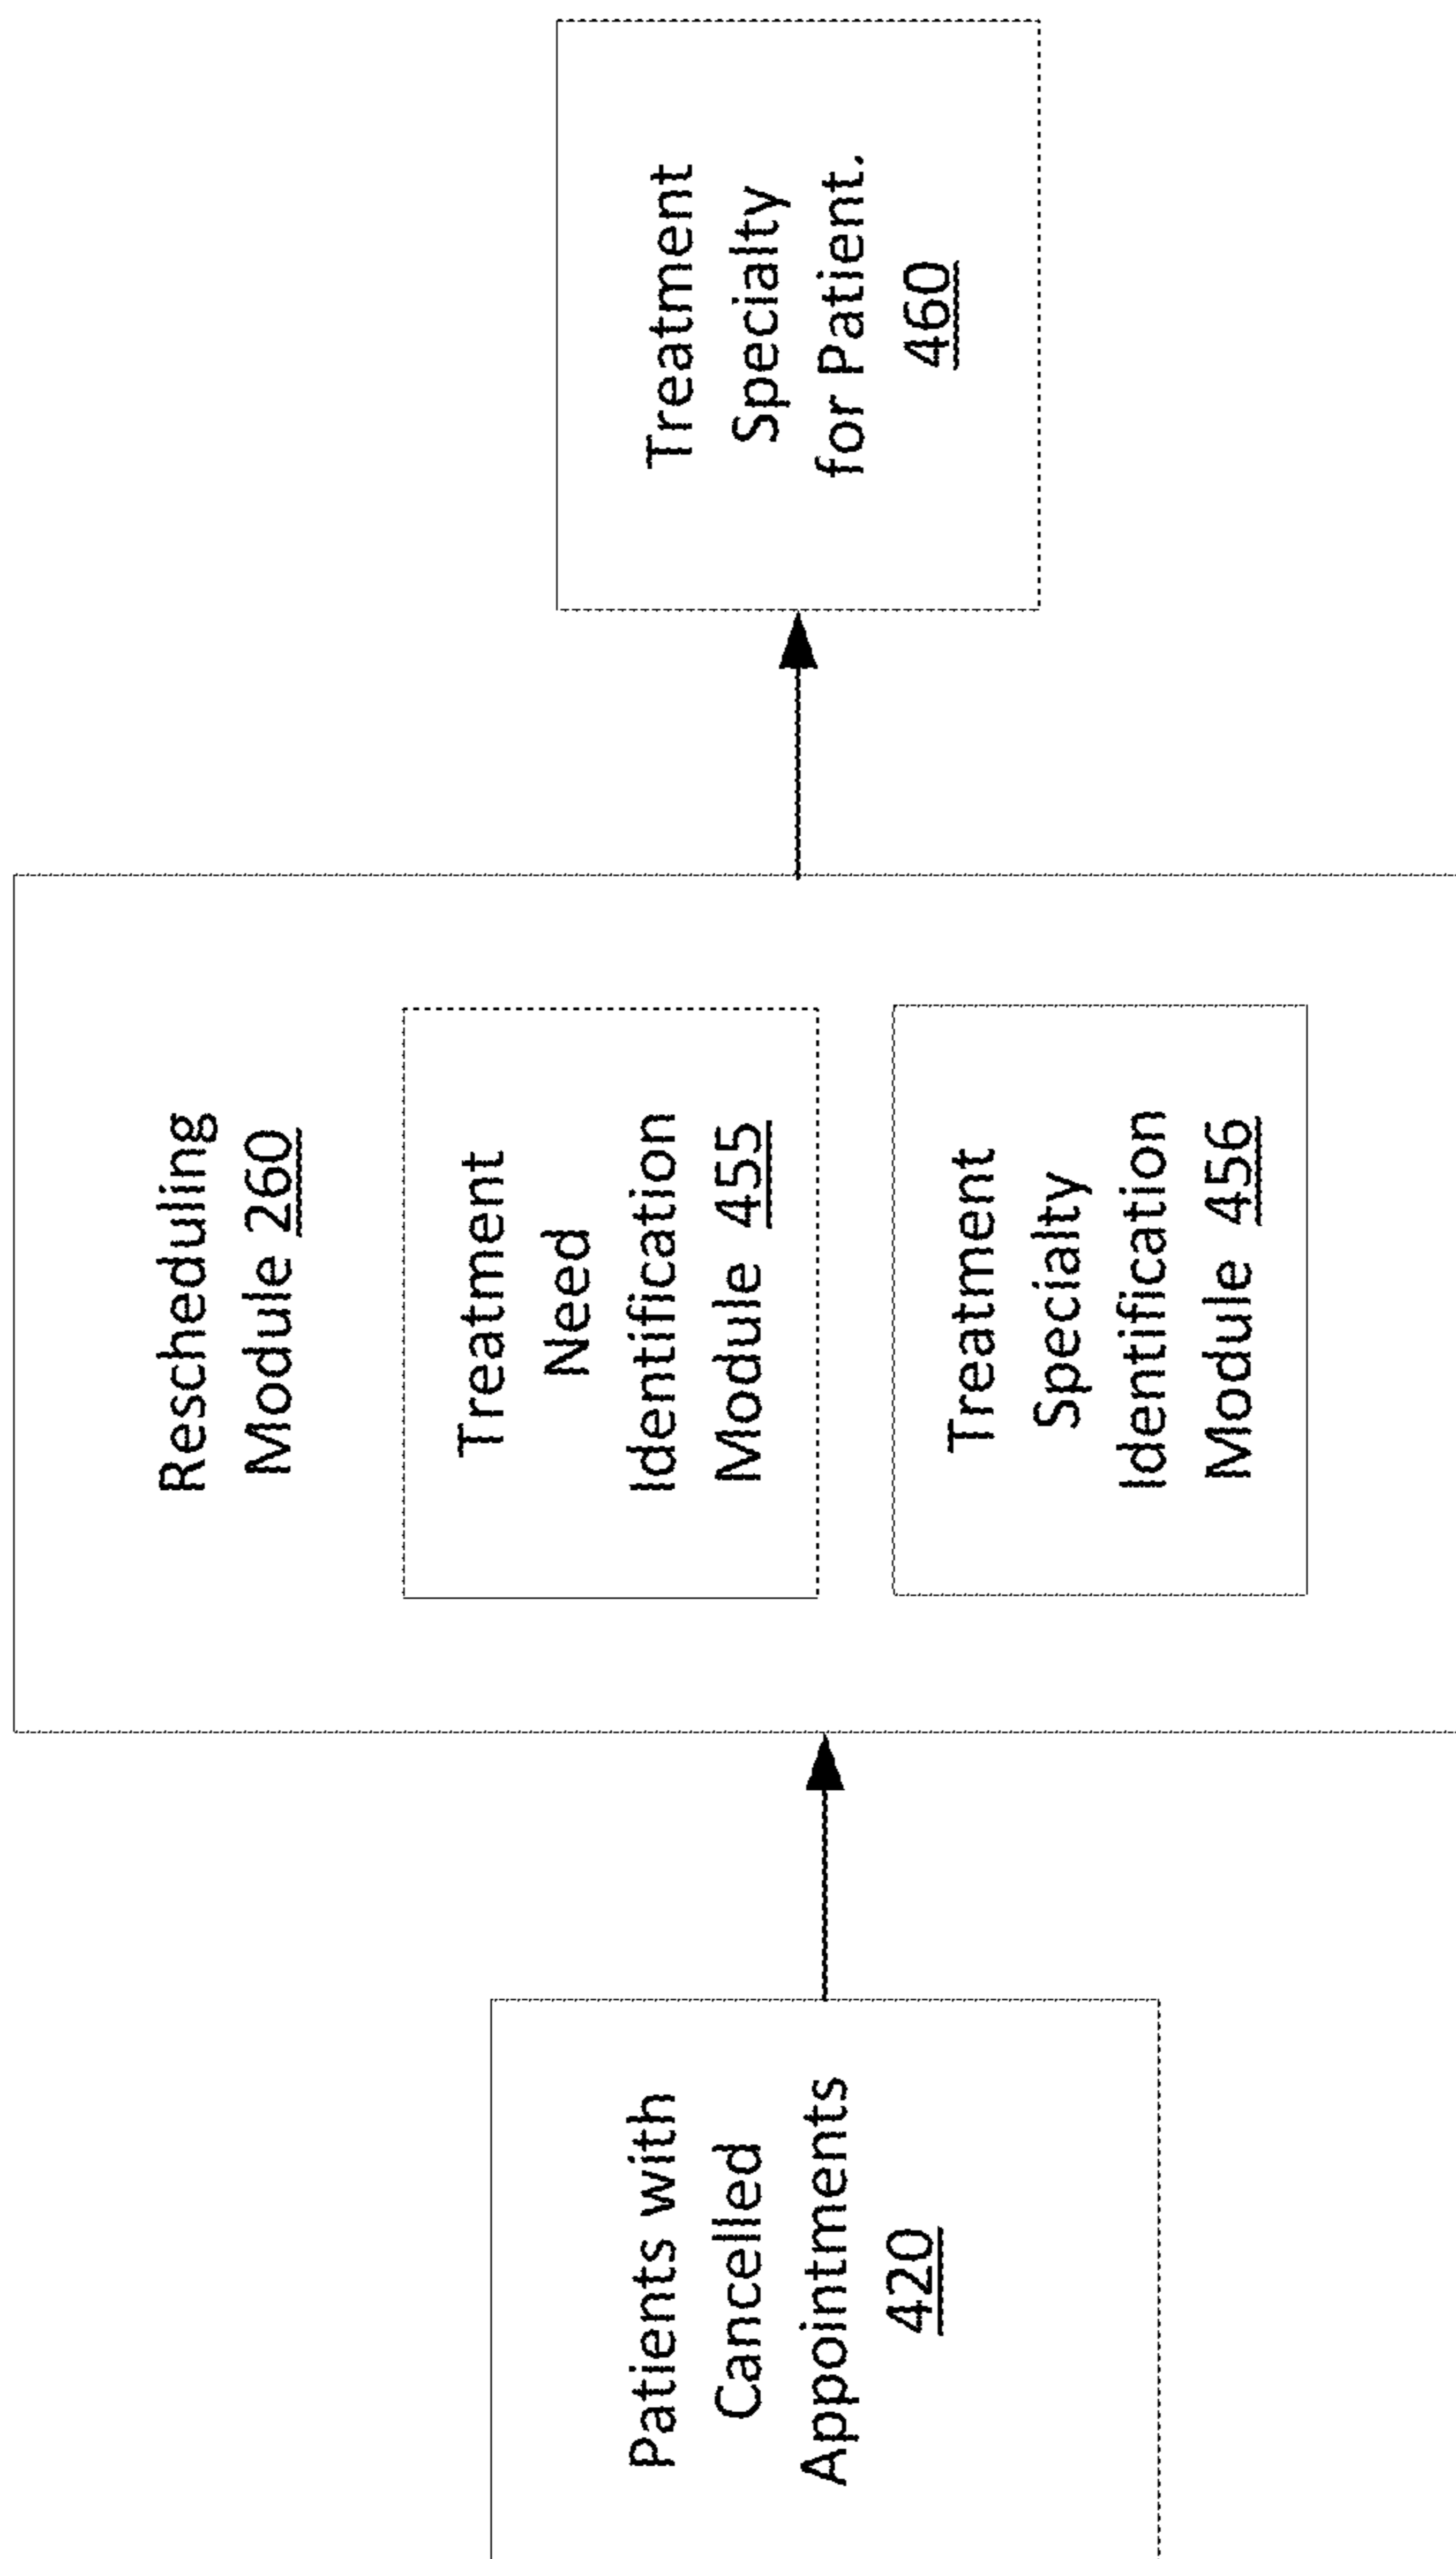 Patients with
Cancelled
Appointments
420
Rescheduling
Module 260
Treatment
Need
Identification
Module 455
Treatment
Specialty
Identification
Module 456
Treatment
Specialty
for Patient.
460